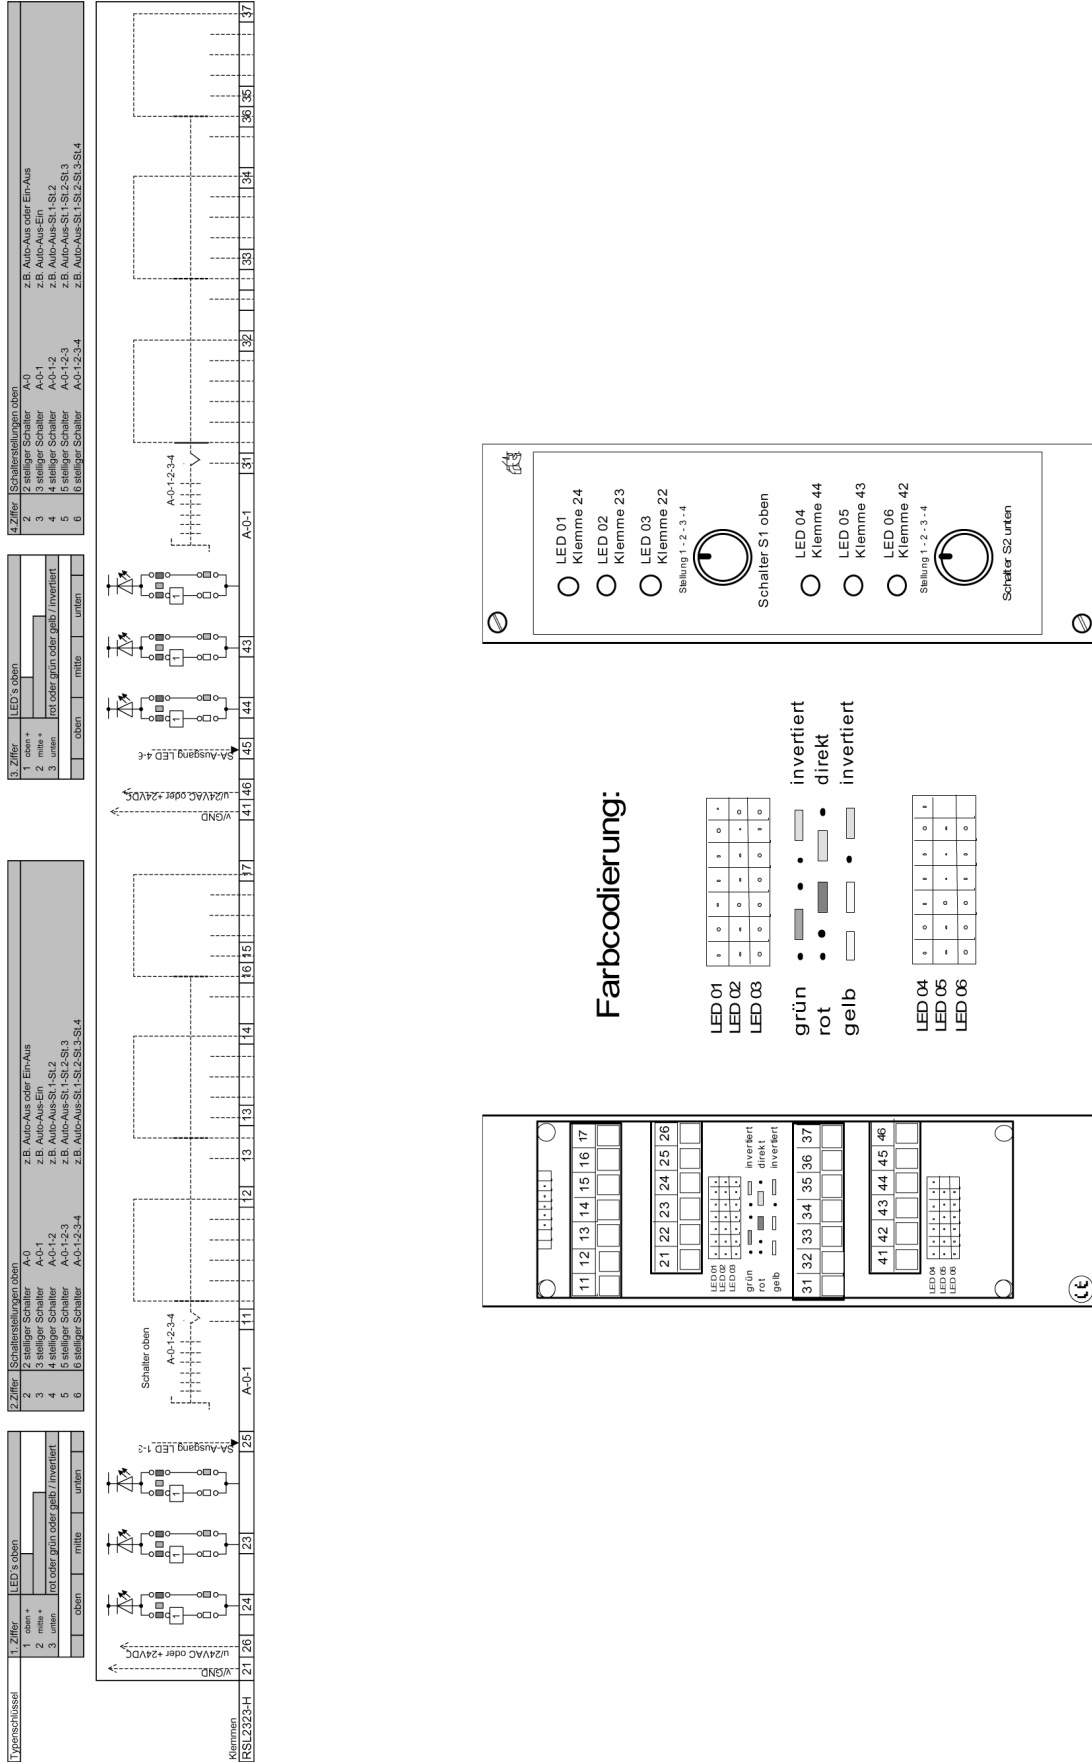 Typenschlüssel
1. Ziffer
LED´s oben
1 oben +
2 mitte +
3 unten
rot oder grün oder gelb / invertiert
oben
mitte
unten
2.Ziffer
Schalterstellungen oben
2 2 stelliger Schalter A-0 z.B. Auto-Aus oder Ein-Aus
3 3 stelliger Schalter A-0-1 z.B. Auto-Aus-Ein
4 4 stelliger Schalter A-0-1-2 z.B. Auto-Aus-St.1-St.2
5 5 stelliger Schalter A-0-1-2-3 z.B. Auto-Aus-St.1-St.2-St.3
6 6 stelliger Schalter A-0-1-2-3-4 z.B. Auto-Aus-St.1-St.2-St.3-St.4
3. Ziffer
LED´s oben
1 oben +
2 mitte +
3 unten
rot oder grün oder gelb / invertiert
oben
mitte
unten
4.Ziffer
Schalterstellungen oben
2 2 stelliger Schalter A-0 z.B. Auto-Aus oder Ein-Aus
3 3 stelliger Schalter A-0-1 z.B. Auto-Aus-Ein
4 4 stelliger Schalter A-0-1-2 z.B. Auto-Aus-St.1-St.2
5 5 stelliger Schalter A-0-1-2-3 z.B. Auto-Aus-St.1-St.2-St.3
6 6 stelliger Schalter A-0-1-2-3-4 z.B. Auto-Aus-St.1-St.2-St.3-St.4
v/GND
u/24VAC oder +24VDC
1
1
1
SA-Ausgang LED 1-3
Schalter oben
A-0-1-2-3-4
v/GND
u/24VAC oder +24VDC
SA-Ausgang LED 4-6
1
1
1
A-0-1-2-3-4
Klemmen
RSL2323-H
21 26 24 23 25 A-0-1 11 12 13 13 14 16 15 17 41 46 45 44 43 A-0-1 31 32 33 34 36 35 37
11 12 13 14 15 16 17
21 22 23 24 25 26
LED 01
LED 02
LED 03
grün invertiert
rot direkt
gelb invertiert
31 32 33 34 35 36 37
41 42 43 44 45 46
LED 04
LED 05
LED 06
Farbcodierung:
LED 01
LED 02
LED 03
grün invertiert
rot direkt
gelb invertiert
LED 04
LED 05
LED 06
LED 01
Klemme 24
LED 02
Klemme 23
LED 03
Klemme 22
Stellung 1 - 2 - 3 - 4
Schalter S1 oben
LED 04
Klemme 44
LED 05
Klemme 43
LED 06
Klemme 42
Stellung 1 - 2 - 3 - 4
Schalter S2 unten